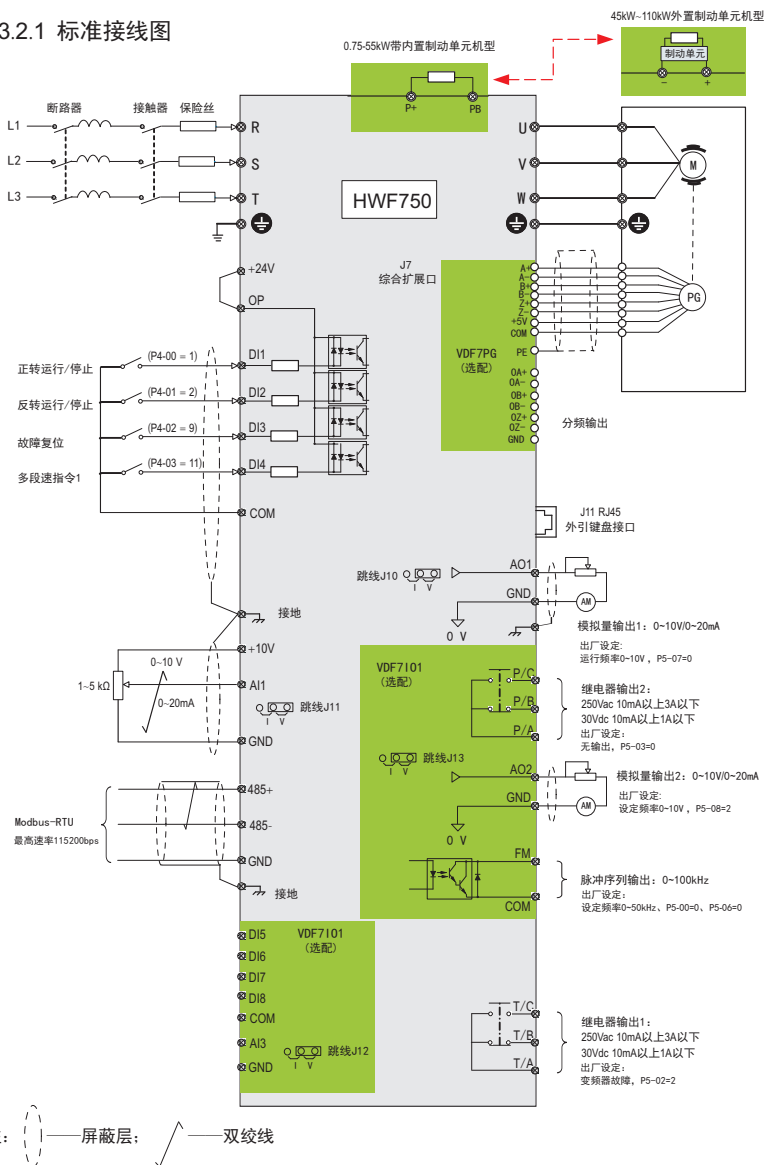 3.2.1 标准接线图
45kW~110kW外置制动单元机型
0.75-55kW带内置制动单元机型
制动单元
- +
P+ PB
断路器 接触器 保险丝
L1
L2
L3
R
S
T
U
V
W
M
HWF750
J7
综合扩展口
+24V
OP
A+
A-
B+
B-
Z+
Z-
+5V
COM
PG
VDF7PG
(选配)
PE
OA+
OA-
OB+
OB-
OZ+
OZ-
GND
分频输出
正转运行/停止 (P4-00 = 1) DI1
反转运行/停止 (P4-01 = 2) DI2
故障复位 (P4-02 = 9) DI3
多段速指令1 (P4-03 = 11) DI4
COM
J11 RJ45
外引键盘接口
跳线J10
I V
AO1
GND
0 V
AM
模拟量输出1: 0~10V/0~20mA
出厂设定:
运行频率0~10V , P5-07=0
接地
+10V
0~10 V
1~5 kΩ
AI1
0~20mA
跳线J11
I V
GND
VDF7IO1
(选配)
P/C
P/B
P/A
继电器输出2:
250Vac 10mA以上3A以下
30Vdc 10mA以上1A以下
出厂设定:
无输出, P5-03=0
跳线J13
I V
AO2
GND
0 V
AM
模拟量输出2: 0~10V/0~20mA
出厂设定:
设定频率0~10V , P5-08=2
485+
Modbus-RTU
最高速率115200bps
485-
GND
接地
FM
COM
脉冲序列输出: 0~100kHz
出厂设定:
设定频率0~50kHz、P5-00=0、P5-06=0
DI5
DI6
DI7
DI8
COM
AI3
GND
VDF7IO1
(选配)
跳线J12
I V
T/C
T/B
T/A
继电器输出1:
250Vac 10mA以上3A以下
30Vdc 10mA以上1A以下
出厂设定:
变频器故障, P5-02=2
: ——屏蔽层; ——双绞线